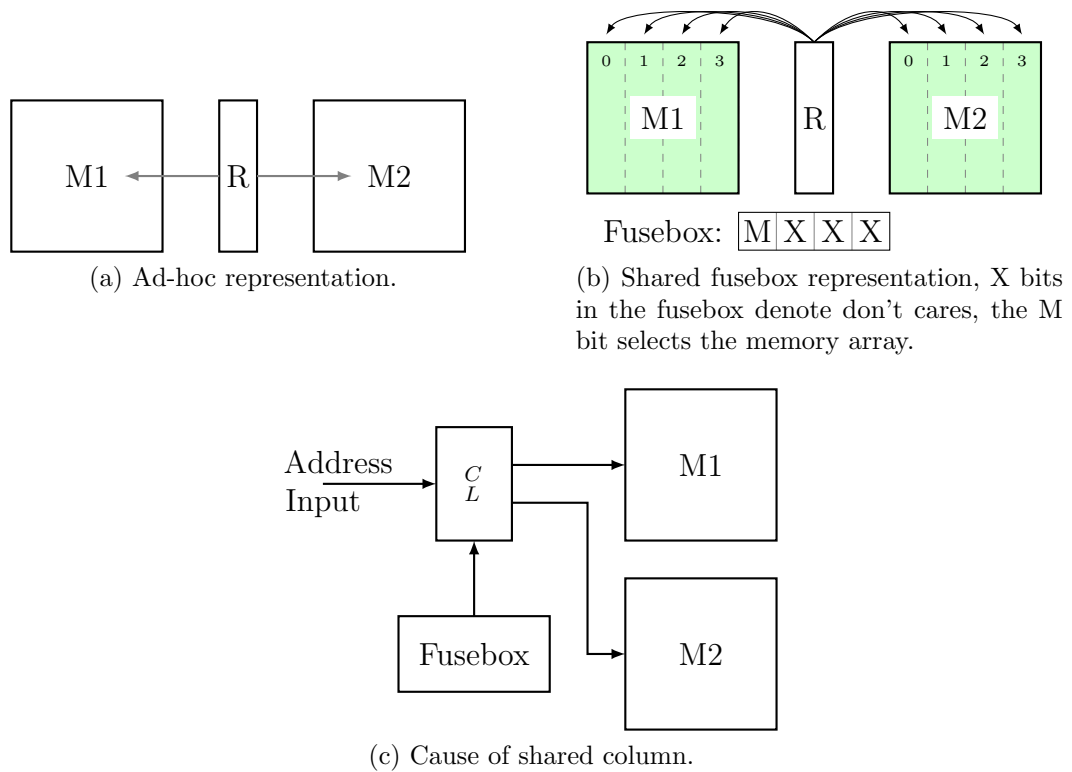 M1 R M2
(a) Ad-hoc representation.
0 1 2 3 0 1 2 3
M1 R M2
Fusebox: M X X X
(b) Shared fusebox representation, X bits
in the fusebox denote don't cares, the M
bit selects the memory array.
Address
Input
C
L
M1
Fusebox
M2
(c) Cause of shared column.